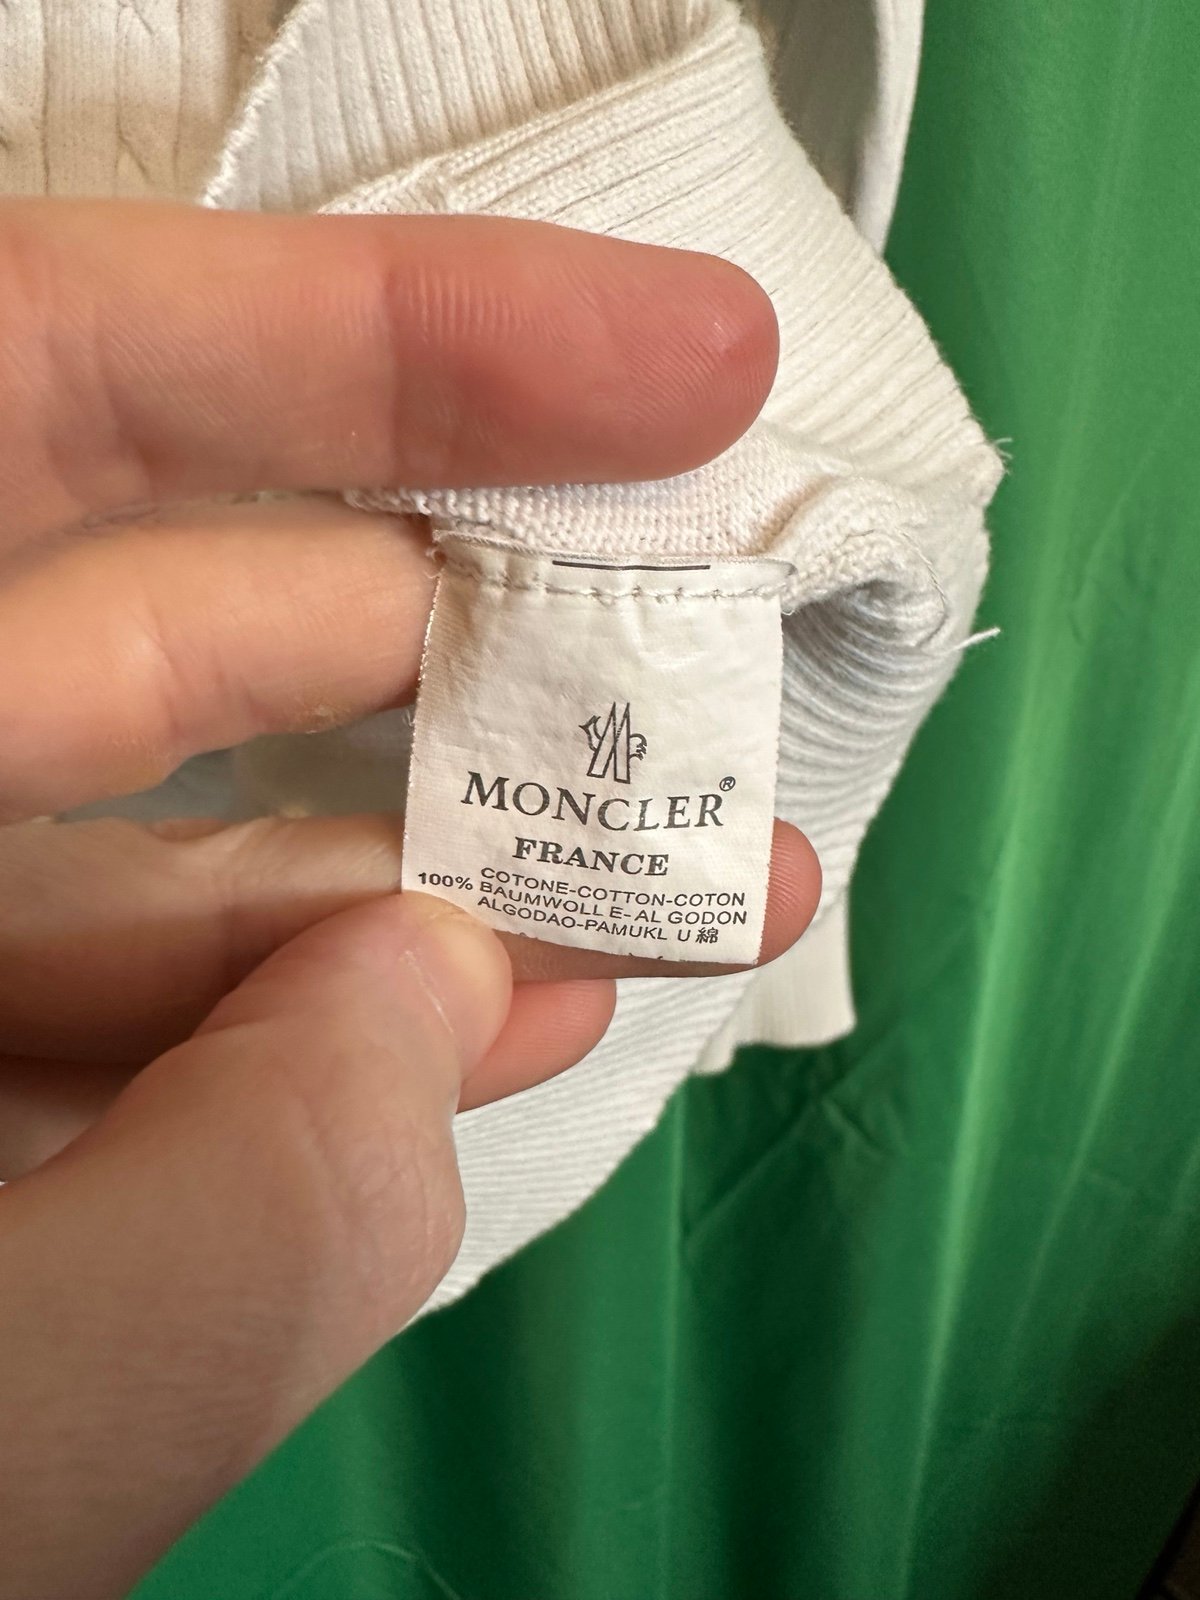 MONCLER®
FRANCE
COTONE-COTTON-COTON
100% BAUMWOLL E-AL GODON
ALGODAO-PAMUKL U 綿